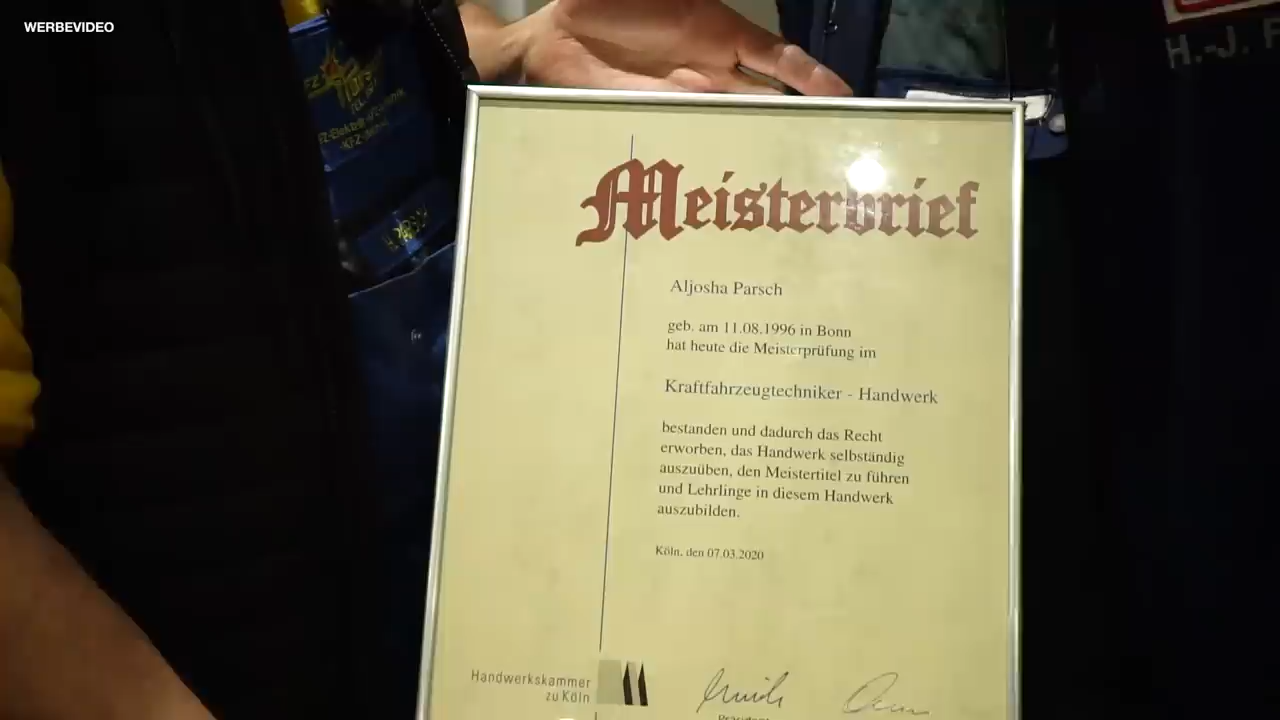 WERBEVIDEO
H.-J.
Meisterbrief
Aljosha Parsch
geb. am 11.08.1996 in Bonn
hat heute die Meisterprüfung im
Kraftfahrzeugtechniker - Handwerk
bestanden und dadurch das Recht
erworben, das Handwerk selbständig
auszuüben, den Meistertitel zu führen
und Lehrlinge in diesem Handwerk
auszubilden.
Köln, den 07.03.2020
Handwerkskammer
zu Köln
Präsident